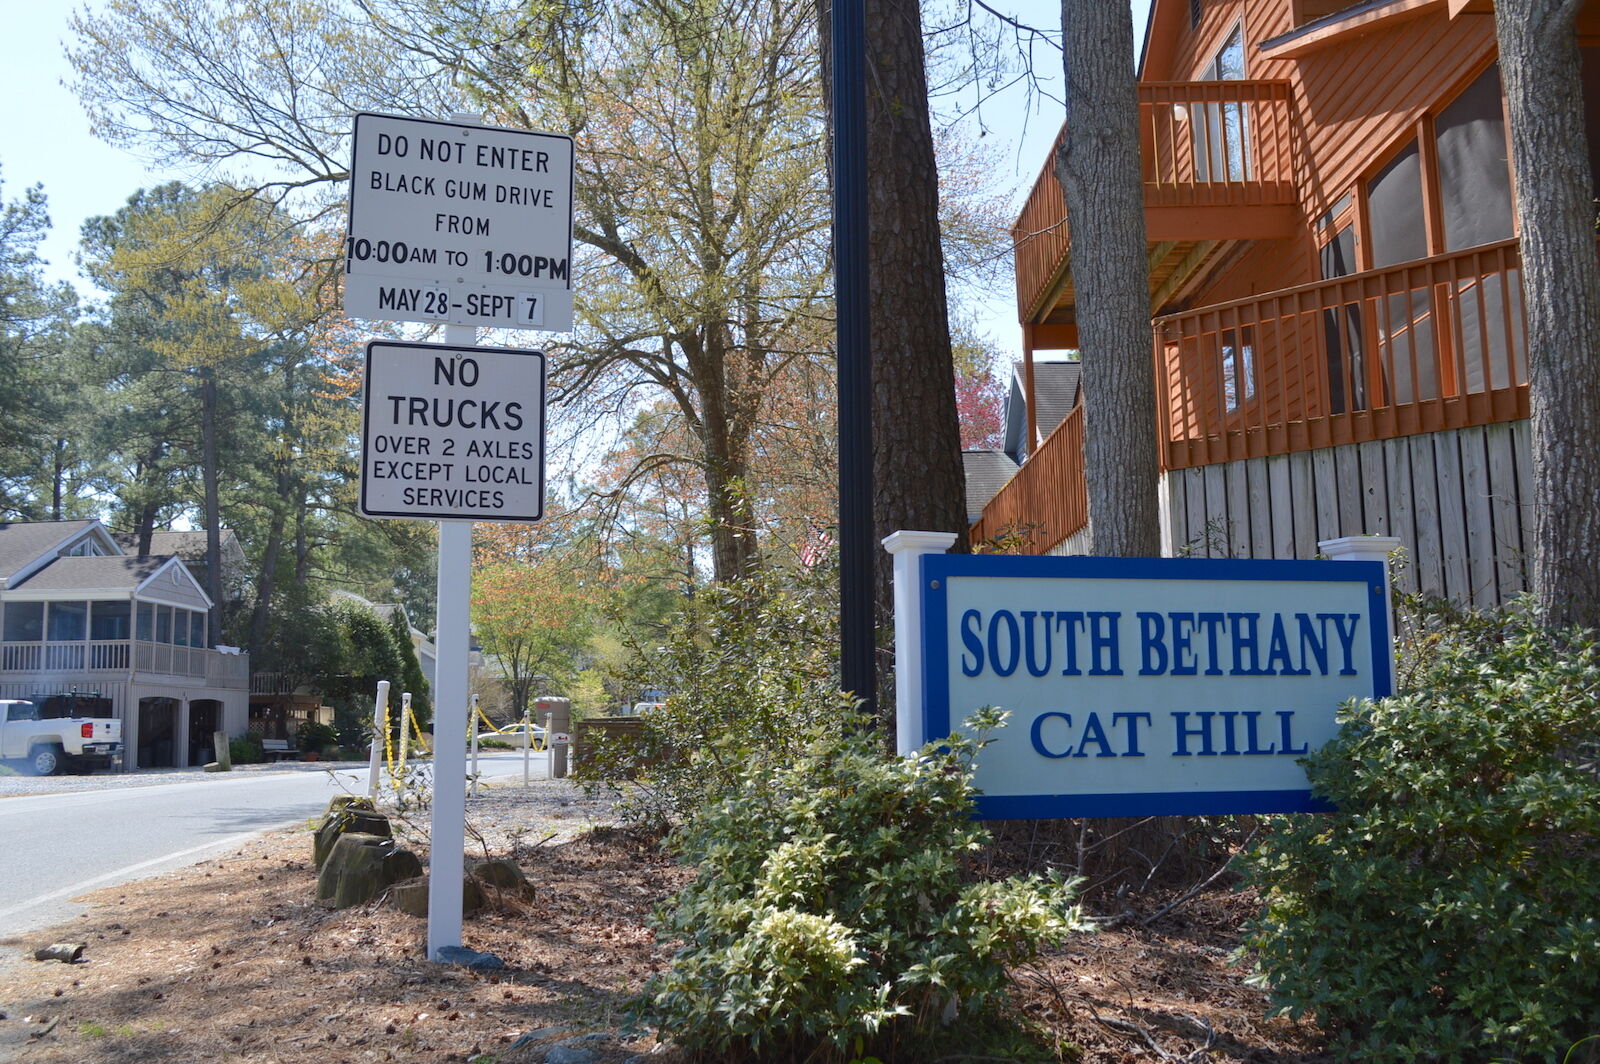 DO NOT ENTER
BLACK GUM DRIVE
FROM
10:00AM TO 1:00PM
MAY 28 - SEPT 7
NO
TRUCKS
OVER 2 AXLES
EXCEPT LOCAL
SERVICES
SOUTH BETHANY
CAT HILL